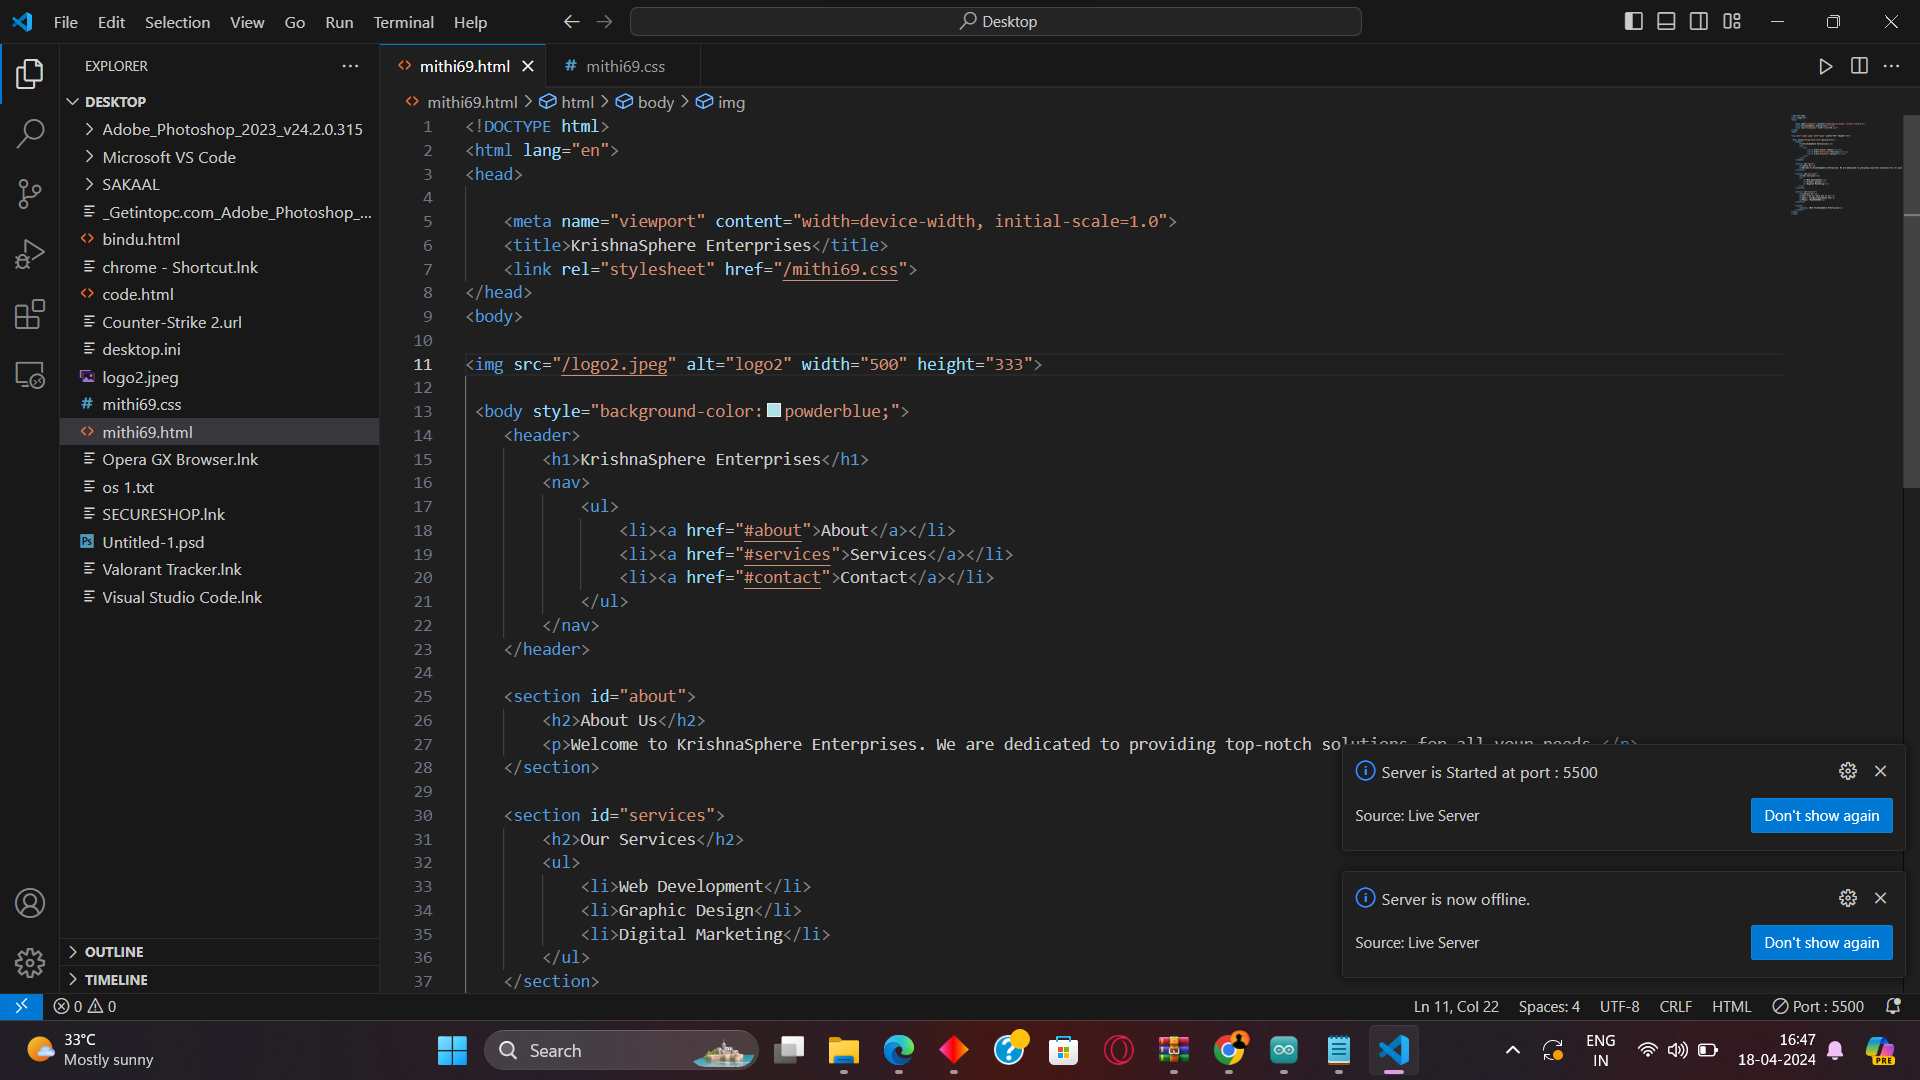 File Edit Selection View Go Run Terminal Help
Desktop
EXPLORER
DESKTOP
Adobe_Photoshop_2023_v24.2.0.315
Microsoft VS Code
SAKAAL
_Getintopc.com_Adobe_Photoshop_...
bindu.html
chrome - Shortcut.lnk
code.html
Counter-Strike 2.url
desktop.ini
logo2.jpeg
mithi69.css
mithi69.html
Opera GX Browser.lnk
os 1.txt
SECURESHOP.lnk
Untitled-1.psd
Valorant Tracker.lnk
Visual Studio Code.lnk
OUTLINE
TIMELINE
mithi69.html
# mithi69.css
mithi69.html > html > body > img
1 <!DOCTYPE html>
2 <html lang="en">
3 <head>
4
5 <meta name="viewport" content="width=device-width, initial-scale=1.0">
6 <title>KrishnaSphere Enterprises</title>
7 <link rel="stylesheet" href="/mithi69.css">
8 </head>
9 <body>
10
11 <img src="/logo2.jpeg" alt="logo2" width="500" height="333">
12
13 <body style="background-color:powderblue;">
14 <header>
15 <h1>KrishnaSphere Enterprises</h1>
16 <nav>
17 <ul>
18 <li><a href="#about">About</a></li>
19 <li><a href="#services">Services</a></li>
20 <li><a href="#contact">Contact</a></li>
21 </ul>
22 </nav>
23 </header>
24
25 <section id="about">
26 <h2>About Us</h2>
27 <p>Welcome to KrishnaSphere Enterprises. We are dedicated to providing top-notch solutions for all your needs.</p>
28 </section>
29
30 <section id="services">
31 <h2>Our Services</h2>
32 <ul>
33 <li>Web Development</li>
34 <li>Graphic Design</li>
35 <li>Digital Marketing</li>
36 </ul>
37 </section>
Server is Started at port : 5500
Source: Live Server
Don't show again
Server is now offline.
Source: Live Server
Don't show again
0 0
Ln 11, Col 22 Spaces: 4 UTF-8 CRLF HTML Port : 5500
33°C
Mostly sunny
Search
ENG
IN
16:47
18-04-2024
PRE